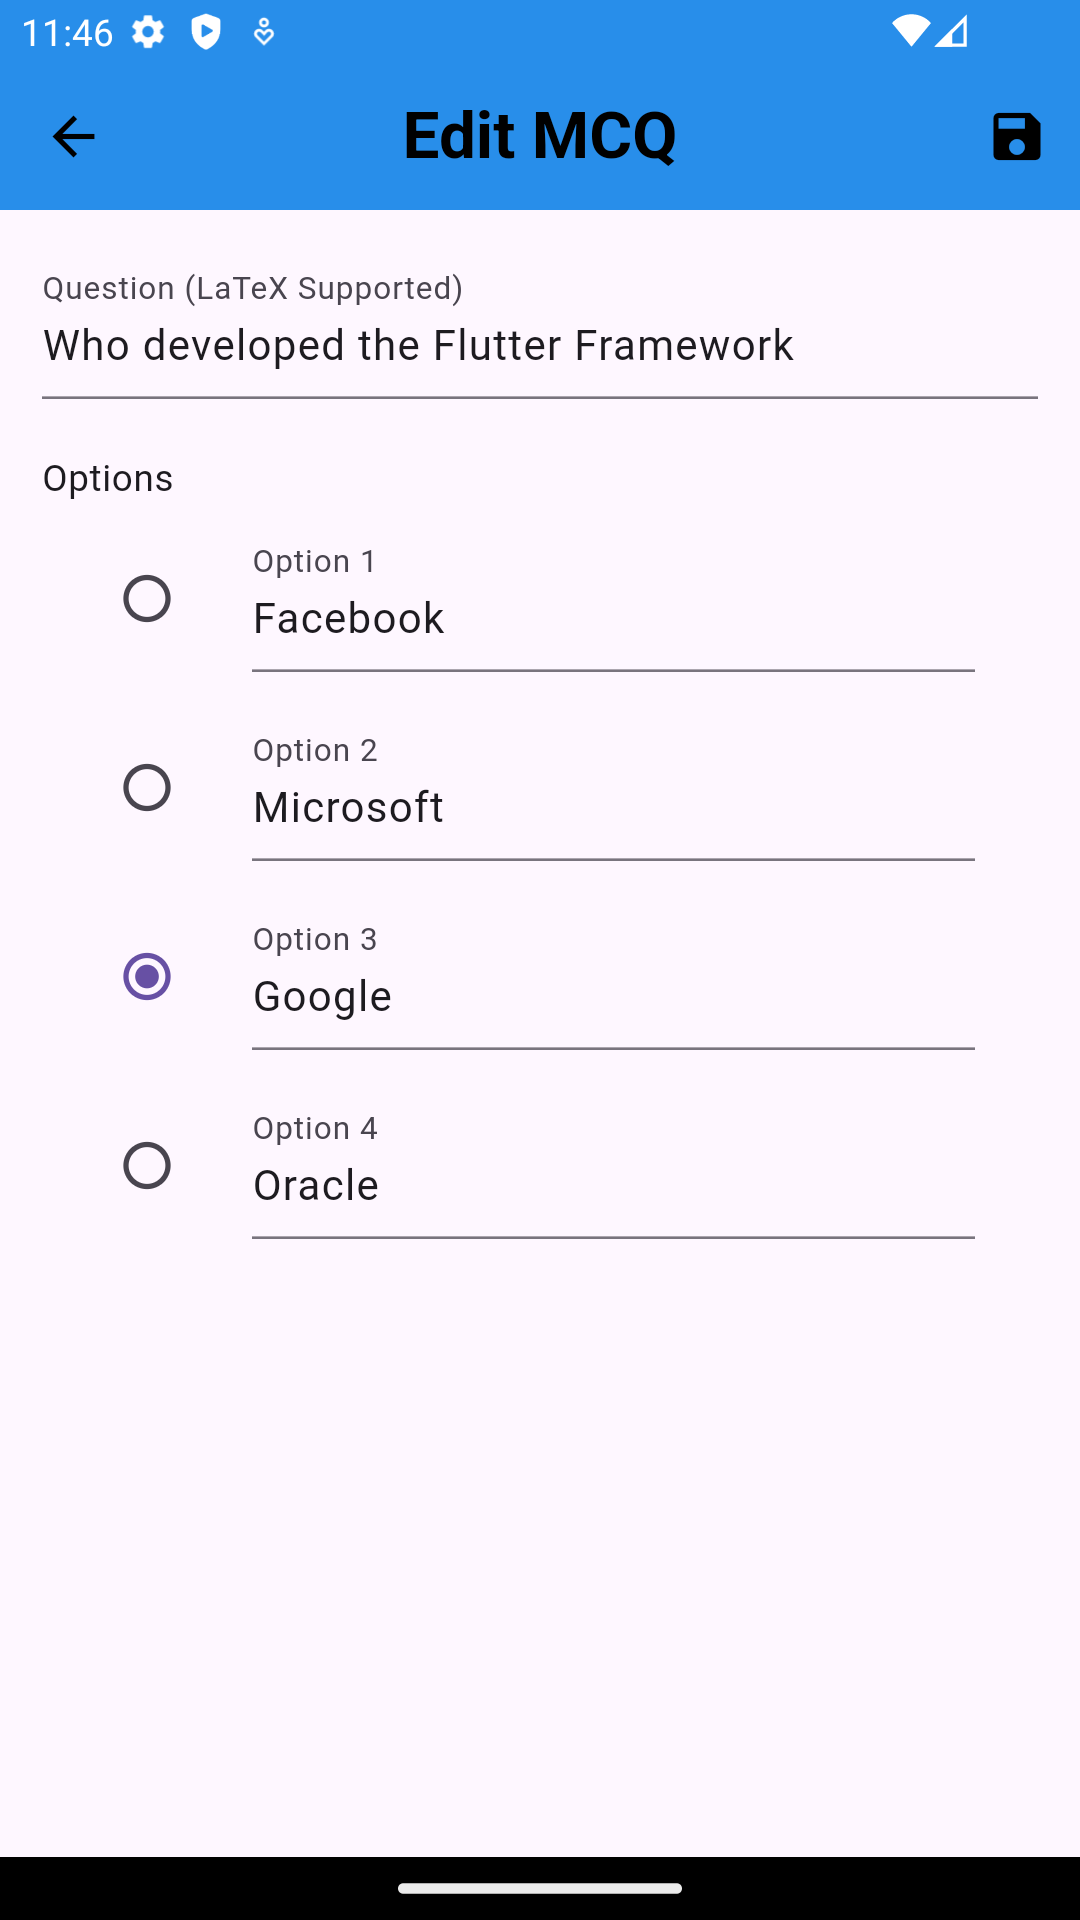 11:46
Edit MCQ
Question (LaTeX Supported)
Who developed the Flutter Framework
Options
Option 1
Facebook
Option 2
Microsoft
Option 3
Google
Option 4
Oracle